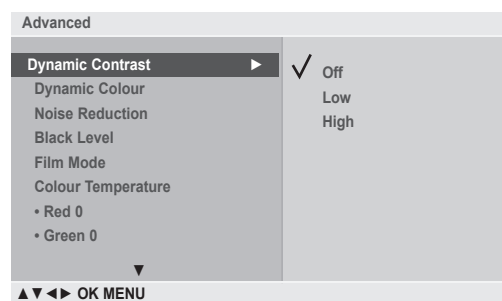 Advanced
Dynamic Contrast ►
Dynamic Colour
Noise Reduction
Black Level
Film Mode
Colour Temperature
• Red 0
• Green 0
▼
✓ Off
Low
High
▲▼◄► OK MENU